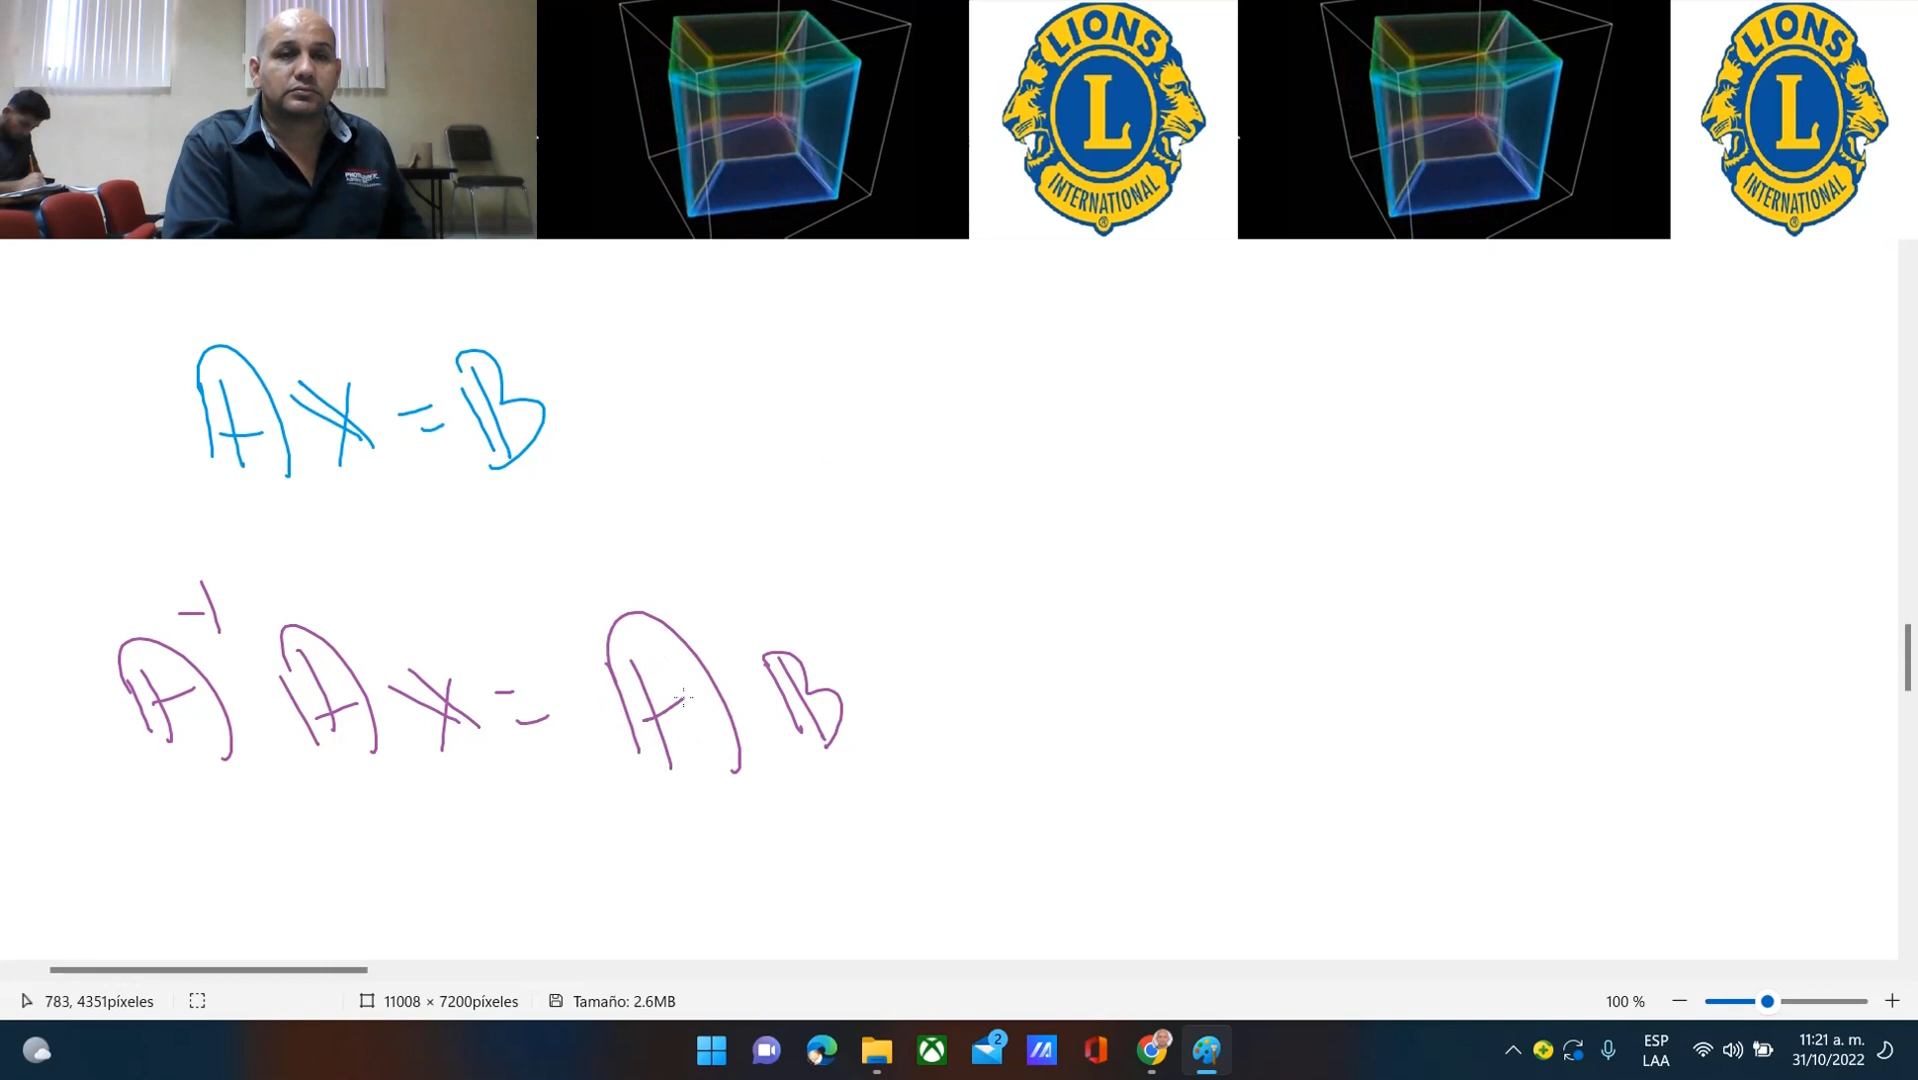 LIONS
L
INTERNATIONAL
®
LIONS
L
INTERNATIONAL
®
AX=B
A⁻¹ A X = A B
783, 4351píxeles
11008 × 7200píxeles
Tamaño: 2.6MB
100 %
2
ESP
LAA
11:21 a. m.
31/10/2022